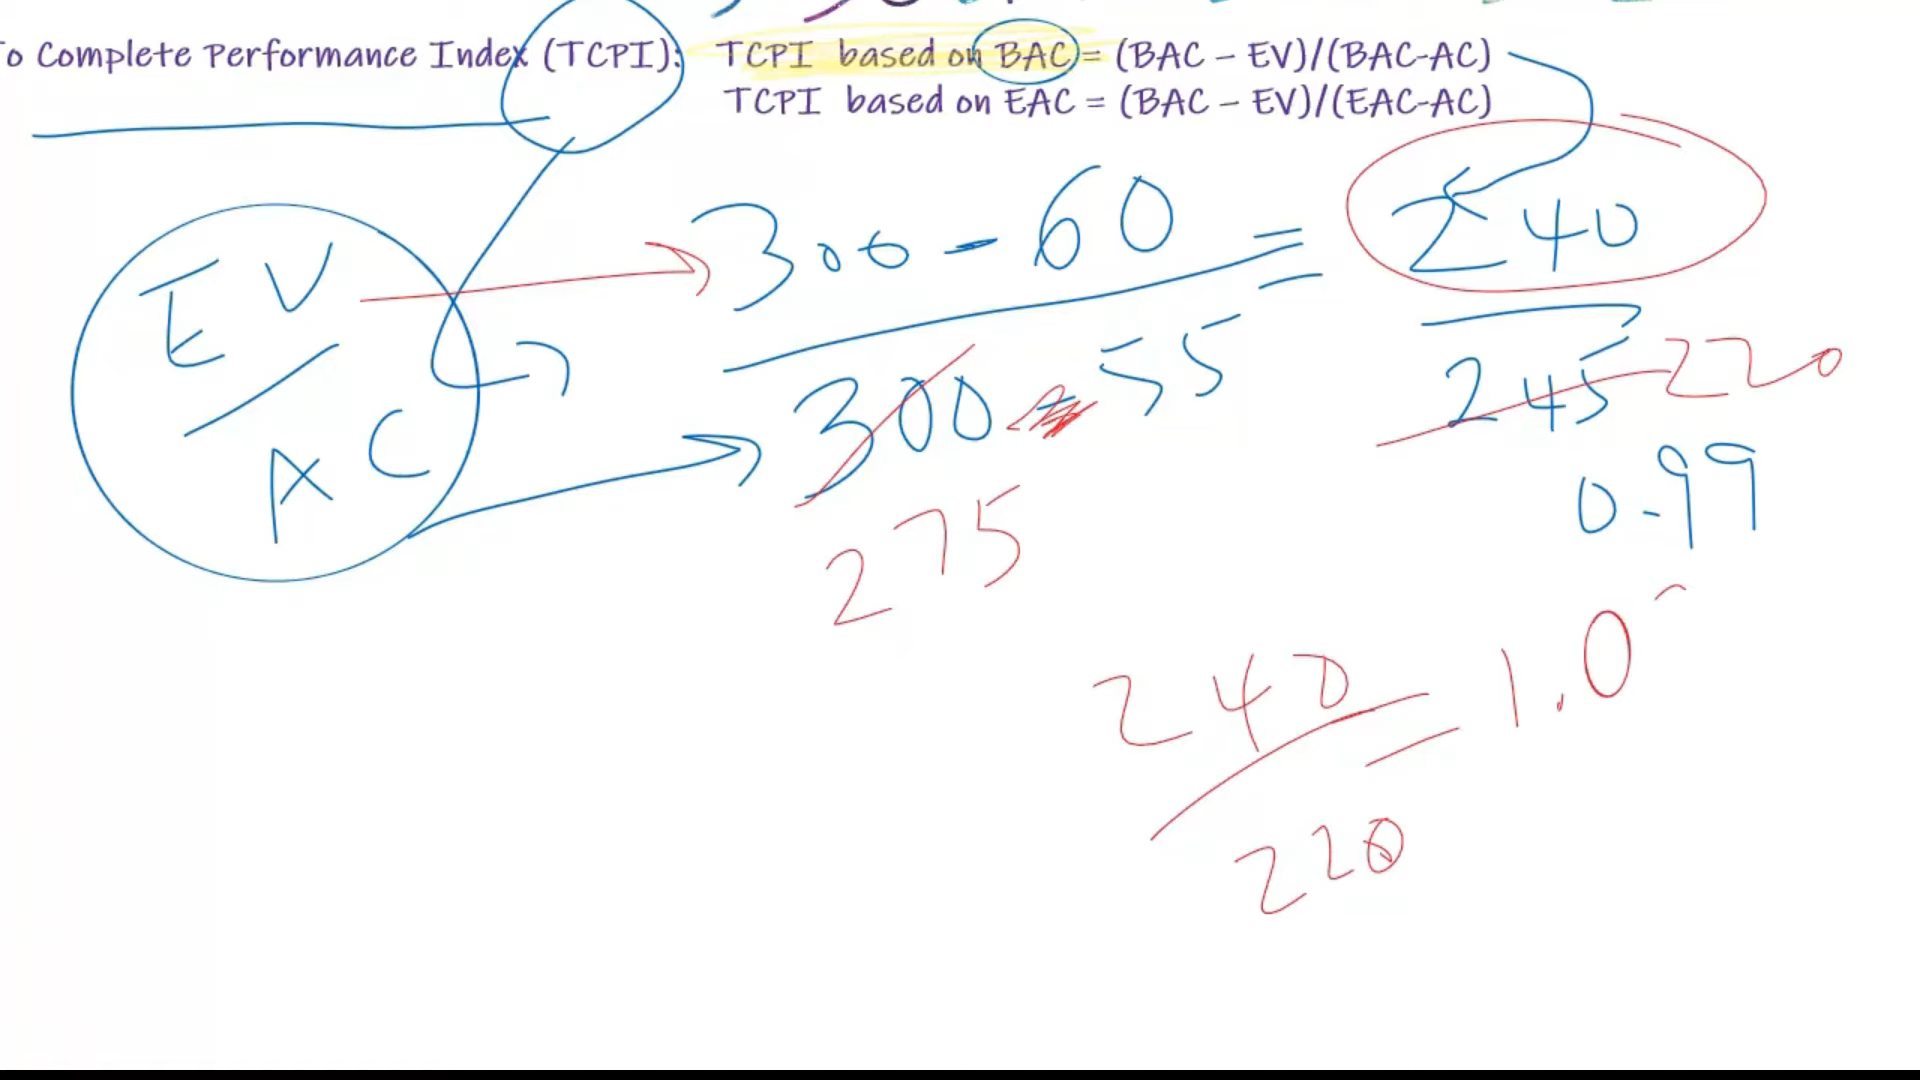 o Complete Performance Index (TCPI): TCPI based on BAC = (BAC – EV)/(BAC-AC)
TCPI based on EAC = (BAC – EV)/(EAC-AC)
300 - 60 = 240
EV
AC
300 - 55 = 245 220
0.99
275
240
220
= 1.0